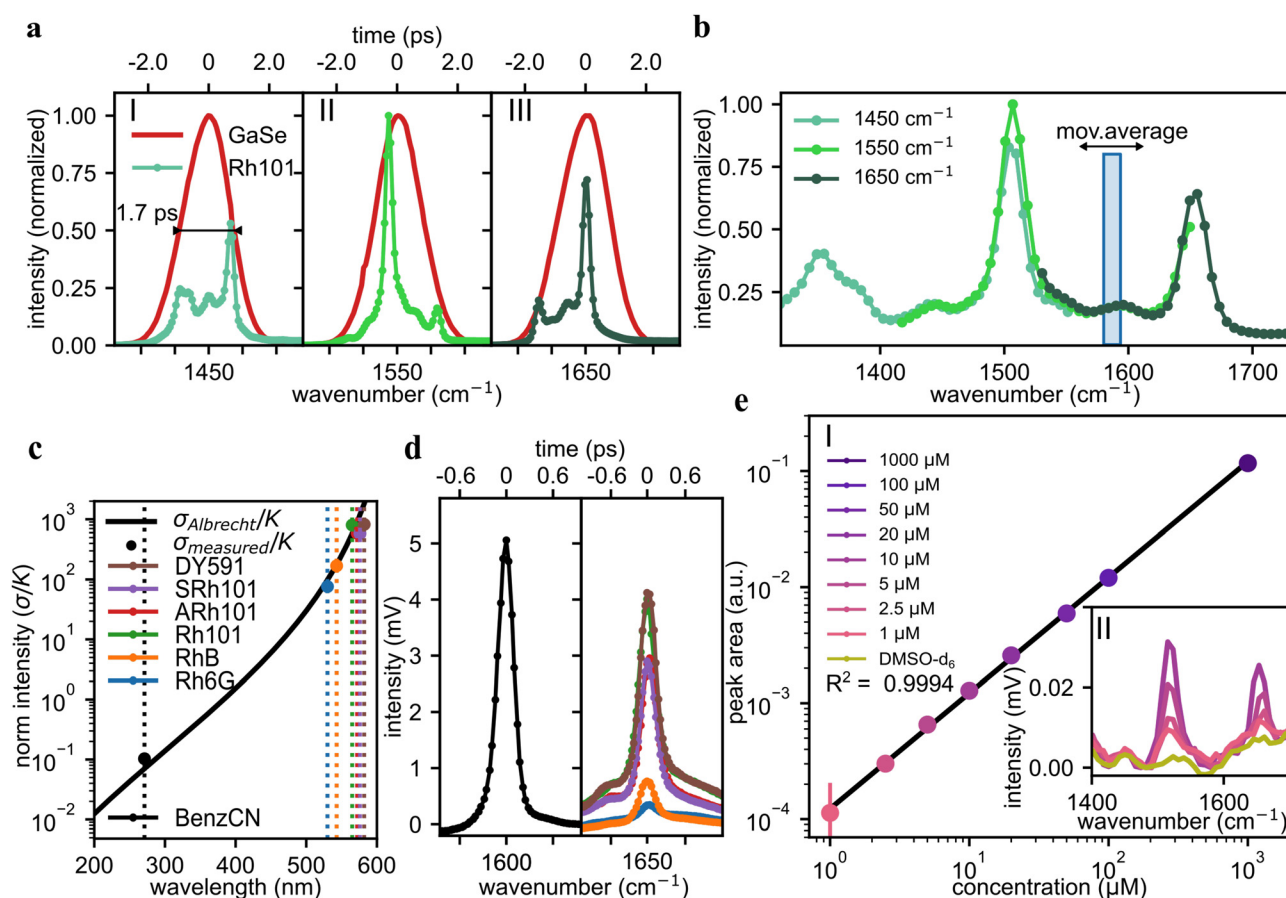 a
time (ps)
-2.0 0 2.0 -2.0 0 2.0 -2.0 0 2.0
intensity (normalized)
1.00
0.75
0.50
0.25
0.00
I
II
III
GaSe
Rh101
1.7 ps
1450 1550 1650
wavenumber (cm⁻¹)
b
intensity (normalized)
1.00
0.75
0.50
0.25
1450 cm⁻¹
1550 cm⁻¹
1650 cm⁻¹
mov.average
1400 1500 1600 1700
wavenumber (cm⁻¹)
c
norm intensity (σ/K)
10³
10²
10¹
10⁰
10⁻¹
10⁻²
σAlbrecht/K
σmeasured/K
DY591
SRh101
ARh101
Rh101
RhB
Rh6G
BenzCN
200 300 400 500 600
wavelength (nm)
d
time (ps)
-0.6 0 0.6 -0.6 0 0.6
intensity (mV)
5
4
3
2
1
0
1600 1650
wavenumber (cm⁻¹)
e
peak area (a.u.)
10⁻¹
10⁻²
10⁻³
10⁻⁴
I
1000 µM
100 µM
50 µM
20 µM
10 µM
5 µM
2.5 µM
1 µM
DMSO-d₆
R² = 0.9994
II
intensity (mV)
0.02
0.00
1400 1600
wavenumber (cm⁻¹)
10⁰ 10¹ 10² 10³
concentration (µM)